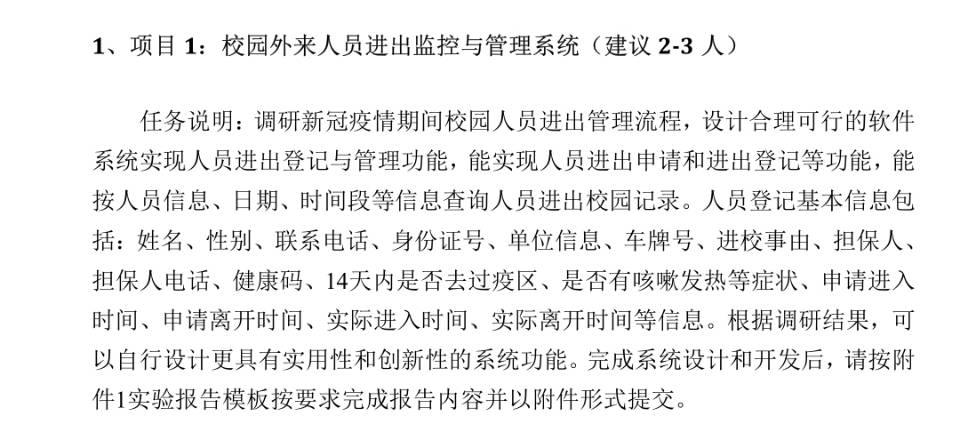 1、项目 1：校园外来人员进出监控与管理系统（建议 2-3 人）
任务说明：调研新冠疫情期间校园人员进出管理流程，设计合理可行的软件
系统实现人员进出登记与管理功能，能实现人员进出申请和进出登记等功能，能
按人员信息、日期、时间段等信息查询人员进出校园记录。人员登记基本信息包
括：姓名、性别、联系电话、身份证号、单位信息、车牌号、进校事由、担保人、
担保人电话、健康码、14天内是否去过疫区、是否有咳嗽发热等症状、申请进入
时间、申请离开时间、实际进入时间、实际离开时间等信息。根据调研结果，可
以自行设计更具有实用性和创新性的系统功能。完成系统设计和开发后，请按附
件1实验报告模板按要求完成报告内容并以附件形式提交。